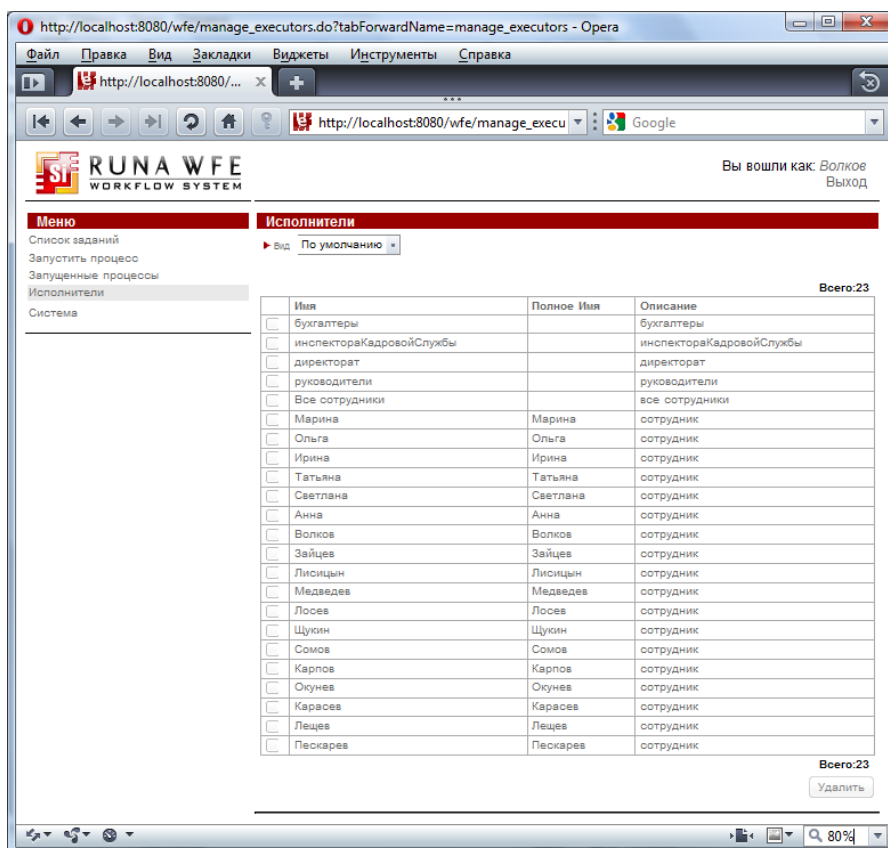 http://localhost:8080/wfe/manage_executors.do?tabForwardName=manage_executors - Opera
Файл Правка Вид Закладки Виджеты Инструменты Справка
http://localhost:8080/...
http://localhost:8080/wfe/manage_execu Google
RUNA WFE
WORKFLOW SYSTEM
Вы вошли как: Волков
Выход
Меню
Список заданий
Запустить процесс
Запущенные процессы
Исполнители
Система
Исполнители
Вид По умолчанию
Всего:23
Имя Полное Имя Описание
бухгалтеры бухгалтеры
инспектораКадровойСлужбы инспектораКадровойСлужбы
директорат директорат
руководители руководители
Все сотрудники все сотрудники
Марина Марина сотрудник
Ольга Ольга сотрудник
Ирина Ирина сотрудник
Татьяна Татьяна сотрудник
Светлана Светлана сотрудник
Анна Анна сотрудник
Волков Волков сотрудник
Зайцев Зайцев сотрудник
Лисицын Лисицын сотрудник
Медведев Медведев сотрудник
Лосев Лосев сотрудник
Щукин Щукин сотрудник
Сомов Сомов сотрудник
Карпов Карпов сотрудник
Окунев Окунев сотрудник
Карасев Карасев сотрудник
Лещев Лещев сотрудник
Пескарев Пескарев сотрудник
Всего:23
Удалить
80%